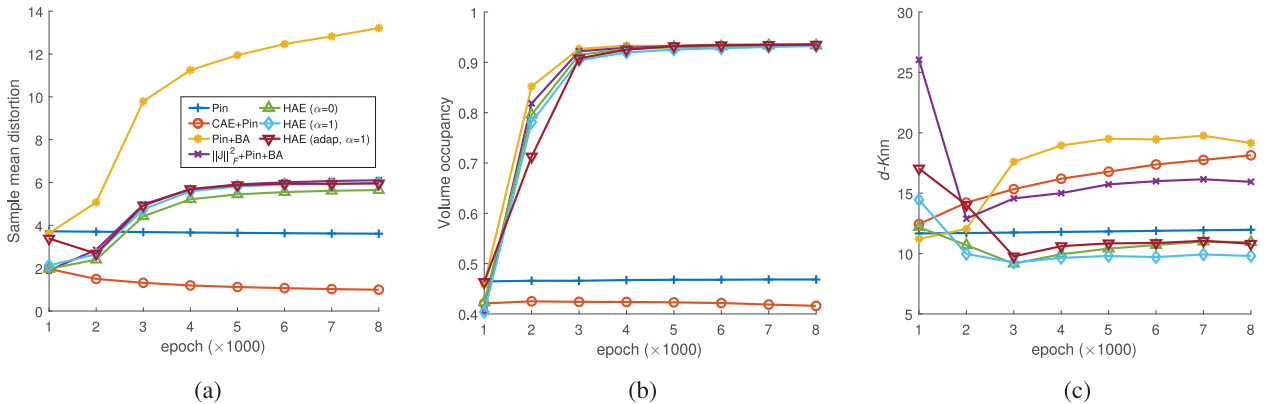 14
12
10
8
6
4
2
0
Sample mean distortion
1 2 3 4 5 6 7 8
epoch (×1000)
Pin
CAE+Pin
Pin+BA
||J||²_F+Pin+BA
HAE (α=0)
HAE (α=1)
HAE (adap, α=1)
(a)
1
0.9
0.8
0.7
0.6
0.5
0.4
Volume occupancy
1 2 3 4 5 6 7 8
epoch (×1000)
(b)
30
25
20
15
10
5
d-Knn
1 2 3 4 5 6 7 8
epoch (×1000)
(c)